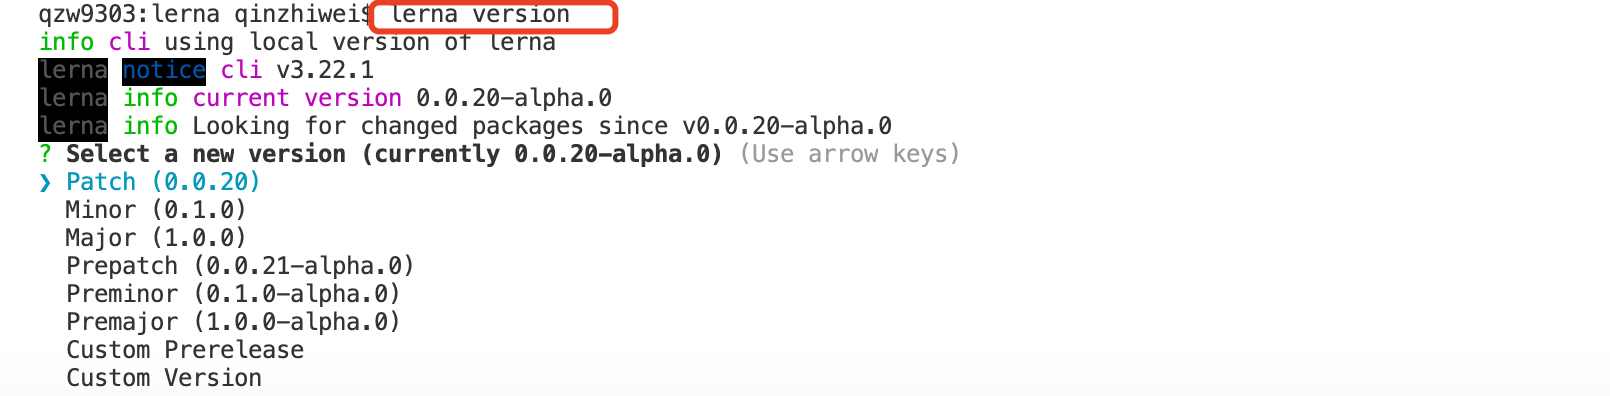 qzw9303:lerna qinzhiwei$ lerna version
info cli using local version of lerna
lerna notice cli v3.22.1
lerna info current version 0.0.20-alpha.0
lerna info Looking for changed packages since v0.0.20-alpha.0
? Select a new version (currently 0.0.20-alpha.0) (Use arrow keys)
❯ Patch (0.0.20)
Minor (0.1.0)
Major (1.0.0)
Prepatch (0.0.21-alpha.0)
Preminor (0.1.0-alpha.0)
Premajor (1.0.0-alpha.0)
Custom Prerelease
Custom Version